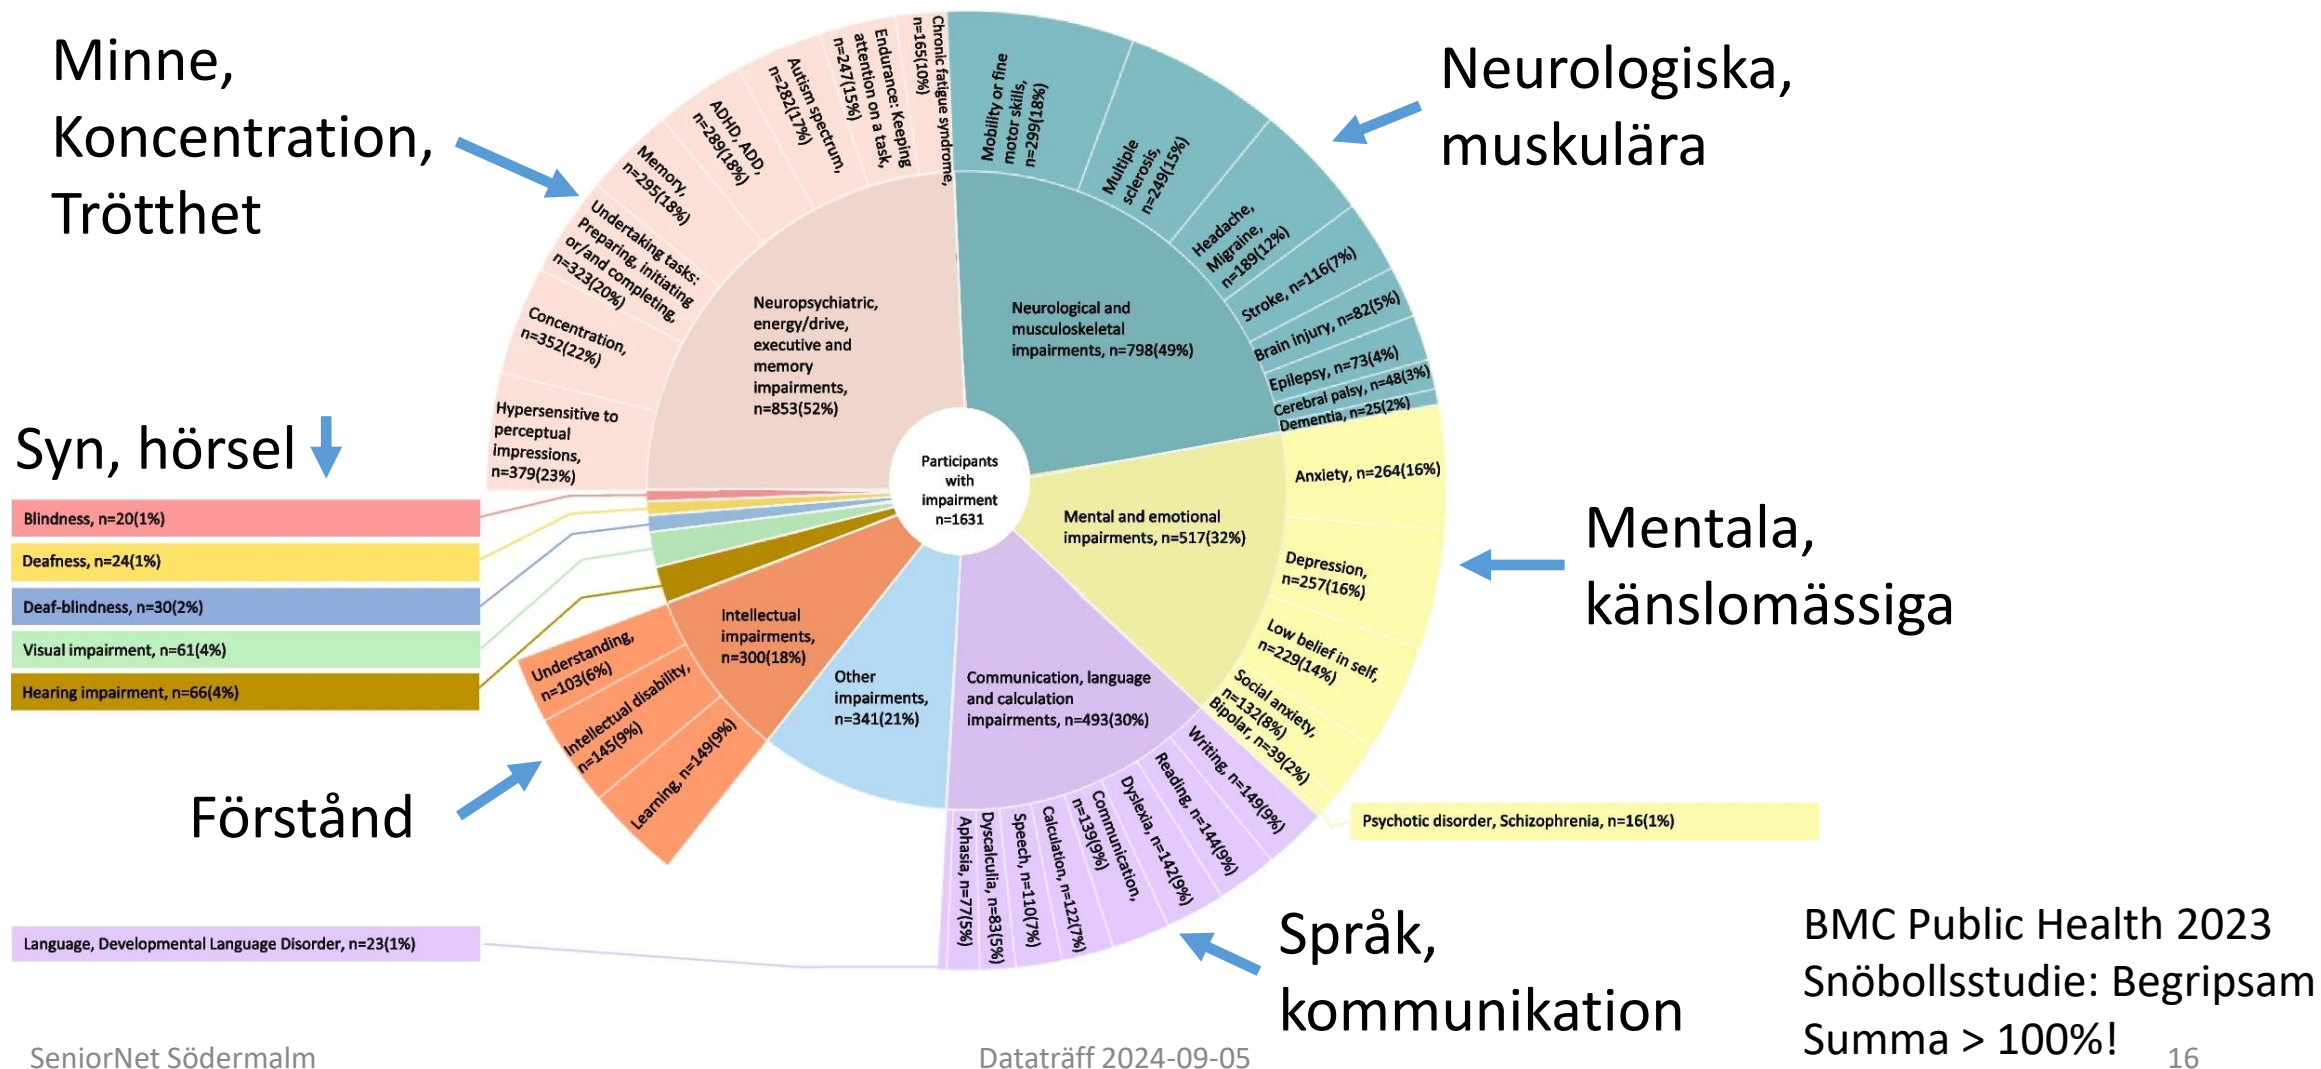 Minne,
Koncentration,
Trötthet
Neurologiska,
muskulära
Syn, hörsel
Mentala,
känslomässiga
Förstånd
Språk,
kommunikation
Chronic fatigue syndrome,
n=165(10%)
Endurance: Keeping
attention on a task,
n=247(15%)
Autism spectrum,
n=282(17%)
ADHD, ADD,
n=289(18%)
Memory,
n=295(18%)
Undertaking tasks:
Preparing, initiating
or/and completing,
n=323(20%)
Concentration,
n=352(22%)
Hypersensitive to
perceptual
impressions,
n=379(23%)
Neuropsychiatric,
energy/drive,
executive and
memory
impairments,
n=853(52%)
Mobility or fine
motor skills,
n=299(18%)
Multiple
sclerosis,
n=249(15%)
Headache,
Migraine,
n=189(12%)
Stroke, n=116(7%)
Brain injury, n=82(5%)
Epilepsy, n=73(4%)
Cerebral palsy, n=48(3%)
Dementia, n=25(2%)
Neurological and
musculoskeletal
impairments, n=798(49%)
Participants
with
impairment
n=1631
Anxiety, n=264(16%)
Depression,
n=257(16%)
Low belief in self,
n=229(14%)
Social anxiety,
n=132(8%)
Bipolar, n=39(2%)
Psychotic disorder, Schizophrenia, n=16(1%)
Mental and emotional
impairments, n=517(32%)
Communication, language
and calculation
impairments, n=493(30%)
Writing, n=149(9%)
Reading, n=144(9%)
Dyslexia, n=142(9%)
Communication,
n=139(9%)
Calculation, n=122(7%)
Speech, n=110(7%)
Dyscalculia, n=83(5%)
Aphasia, n=77(5%)
Language, Developmental Language Disorder, n=23(1%)
Other
impairments,
n=341(21%)
Intellectual
impairments,
n=300(18%)
Understanding,
n=103(6%)
Intellectual disability,
n=145(9%)
Learning, n=149(9%)
Blindness, n=20(1%)
Deafness, n=24(1%)
Deaf-blindness, n=30(2%)
Visual impairment, n=61(4%)
Hearing impairment, n=66(4%)
BMC Public Health 2023
Snöbollsstudie: Begripsam
Summa > 100%!
SeniorNet Södermalm
Dataträff 2024-09-05
16